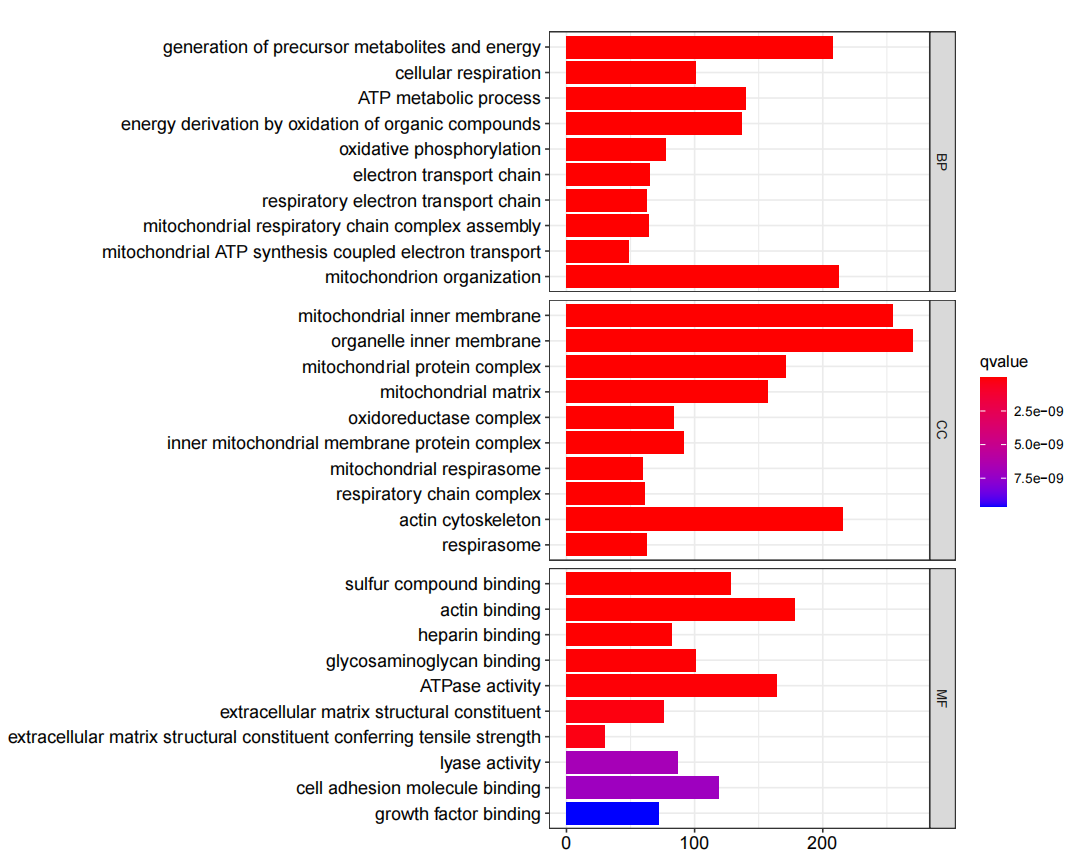 generation of precursor metabolites and energy
cellular respiration
ATP metabolic process
energy derivation by oxidation of organic compounds
oxidative phosphorylation
electron transport chain
respiratory electron transport chain
mitochondrial respiratory chain complex assembly
mitochondrial ATP synthesis coupled electron transport
mitochondrion organization
BP
mitochondrial inner membrane
organelle inner membrane
mitochondrial protein complex
mitochondrial matrix
oxidoreductase complex
inner mitochondrial membrane protein complex
mitochondrial respirasome
respiratory chain complex
actin cytoskeleton
respirasome
CC
sulfur compound binding
actin binding
heparin binding
glycosaminoglycan binding
ATPase activity
extracellular matrix structural constituent
extracellular matrix structural constituent conferring tensile strength
lyase activity
cell adhesion molecule binding
growth factor binding
MF
0 100 200
qvalue
2.5e−09
5.0e−09
7.5e−09